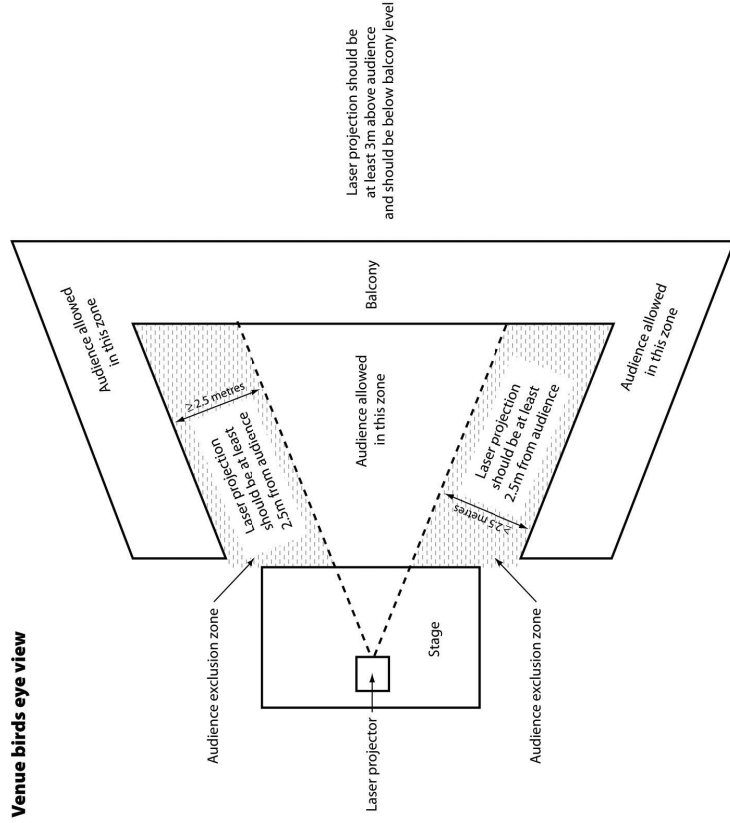 Venue birds eye view
Audience allowed
in this zone
≥ 2.5 metres
Laser projection
should be at least
2.5m from audience
Audience exclusion zone
Laser projector
Stage
Audience allowed
in this zone
Balcony
Laser projection should be
at least 3m above audience
and should be below balcony level
Laser projection
should be at least
2.5m from audience
≥ 2.5 metres
Audience exclusion zone
Audience allowed
in this zone